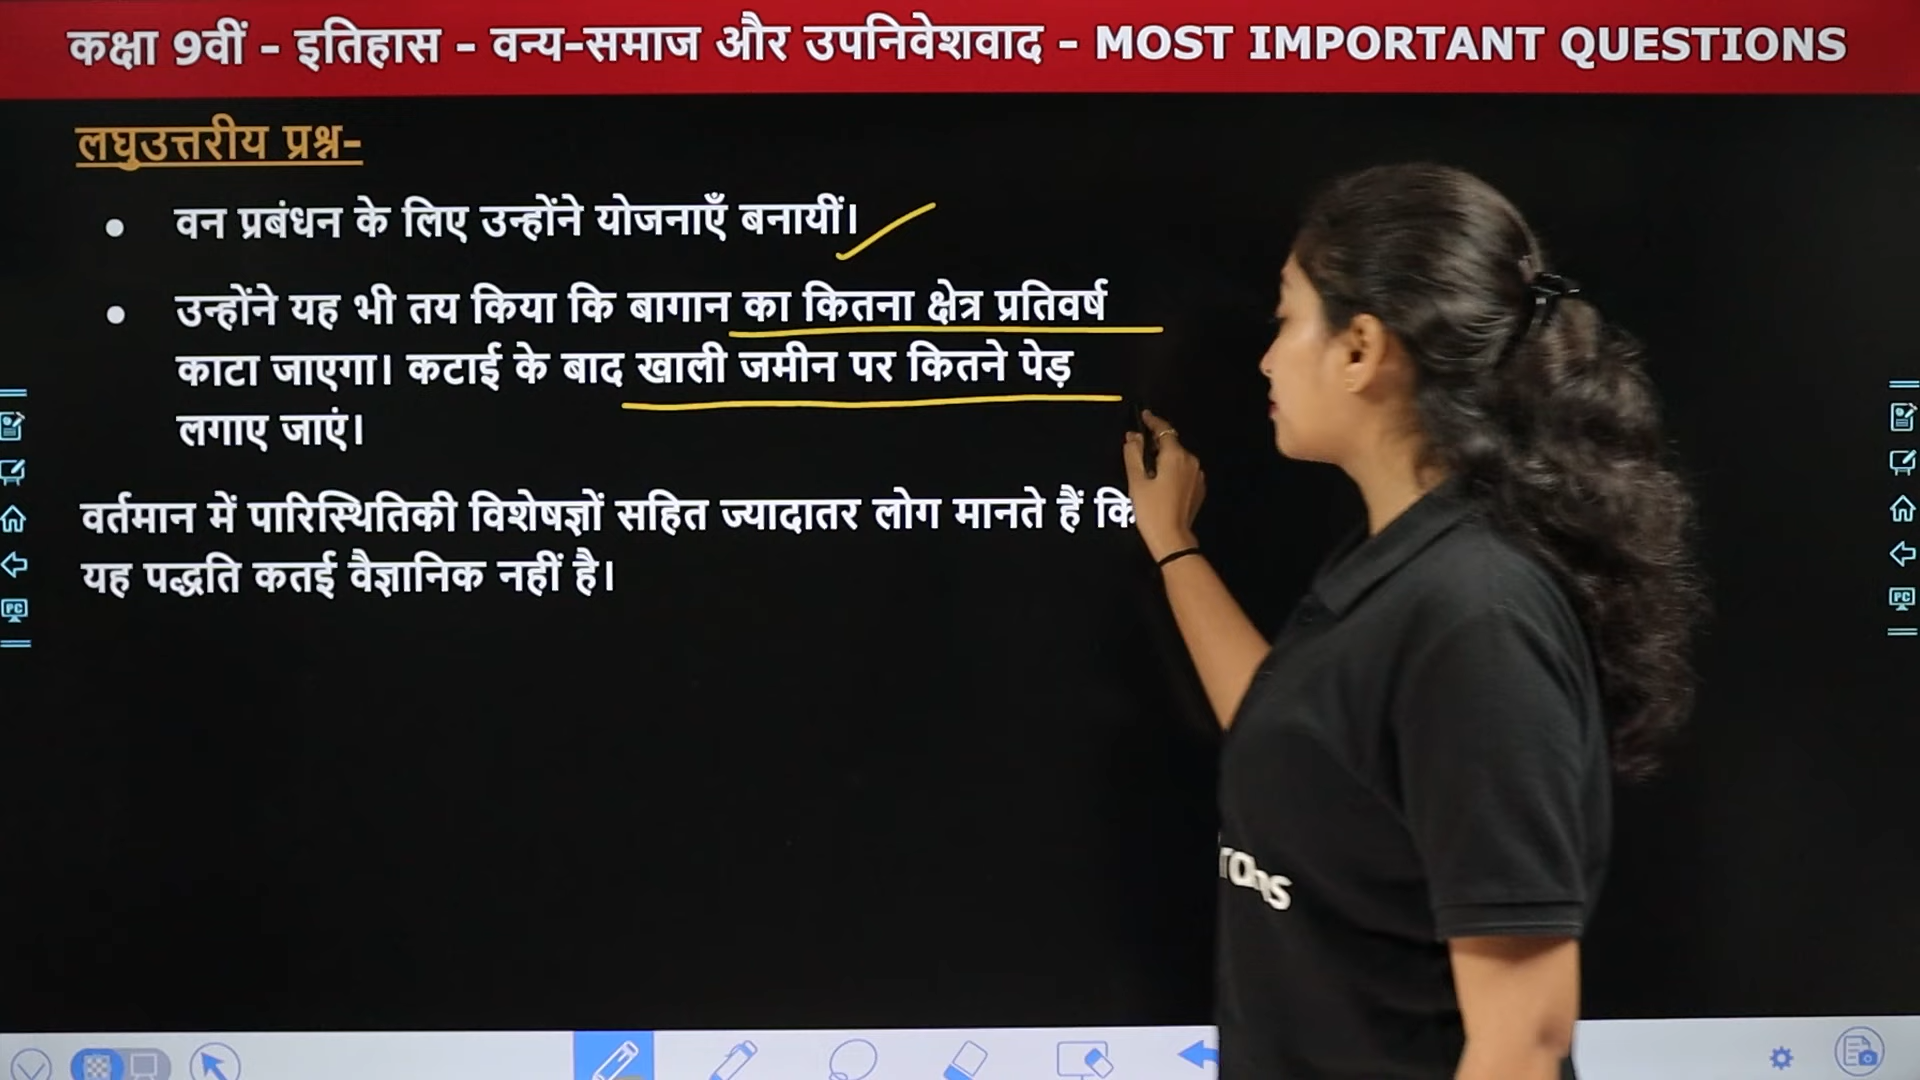 कक्षा 9वीं - इतिहास - वन्य-समाज और उपनिवेशवाद - MOST IMPORTANT QUESTIONS
लघुउत्तरीय प्रश्न-
• वन प्रबंधन के लिए उन्होंने योजनाएँ बनायीं।
• उन्होंने यह भी तय किया कि बागान का कितना क्षेत्र प्रतिवर्ष
काटा जाएगा। कटाई के बाद खाली जमीन पर कितने पेड़
लगाए जाएं।
वर्तमान में पारिस्थितिकी विशेषज्ञों सहित ज्यादातर लोग मानते हैं कि
यह पद्धति कतई वैज्ञानिक नहीं है।
PC
PC